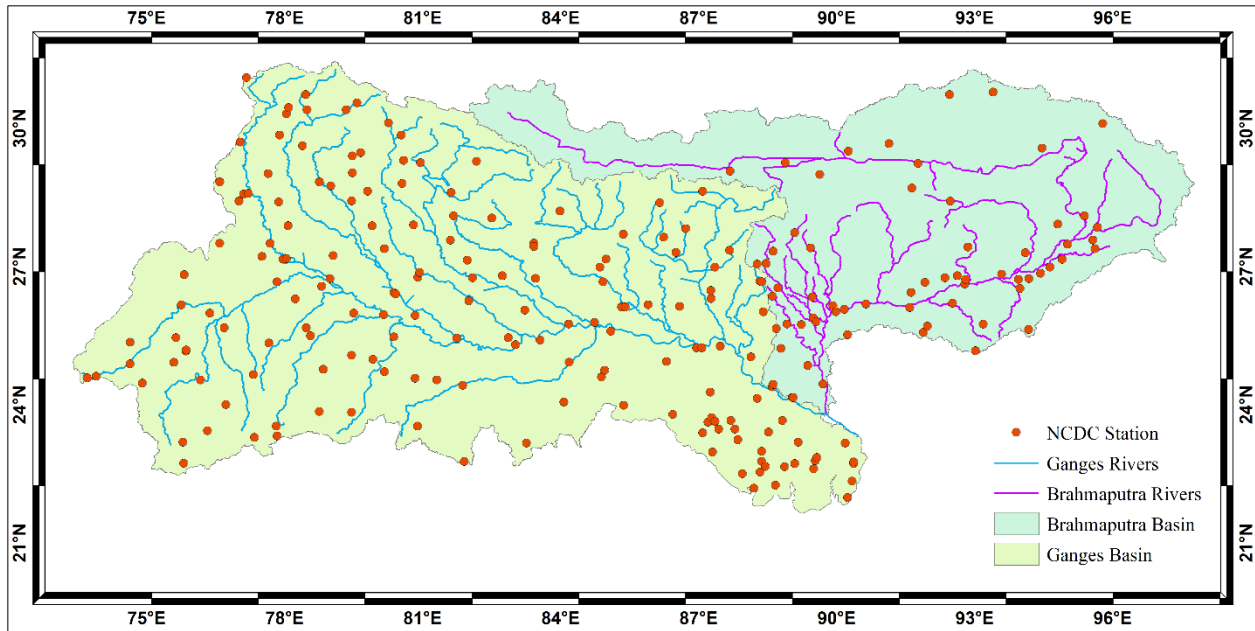 75°E 78°E 81°E 84°E 87°E 90°E 93°E 96°E
30°N 30°N
27°N 27°N
24°N 24°N
NCDC Station
Ganges Rivers
Brahmaputra Rivers
Brahmaputra Basin
21°N 21°N
Ganges Basin
75°E 78°E 81°E 84°E 87°E 90°E 93°E 96°E